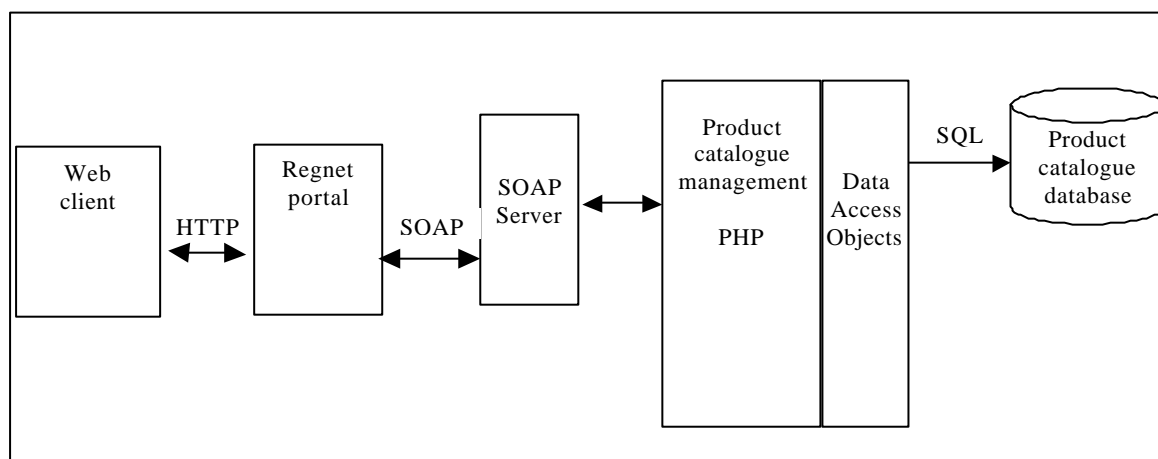 Web
client
HTTP
Regnet
portal
SOAP
SOAP
Server
Product
catalogue
management
PHP
Data
Access
Objects
SQL
Product
catalogue
database